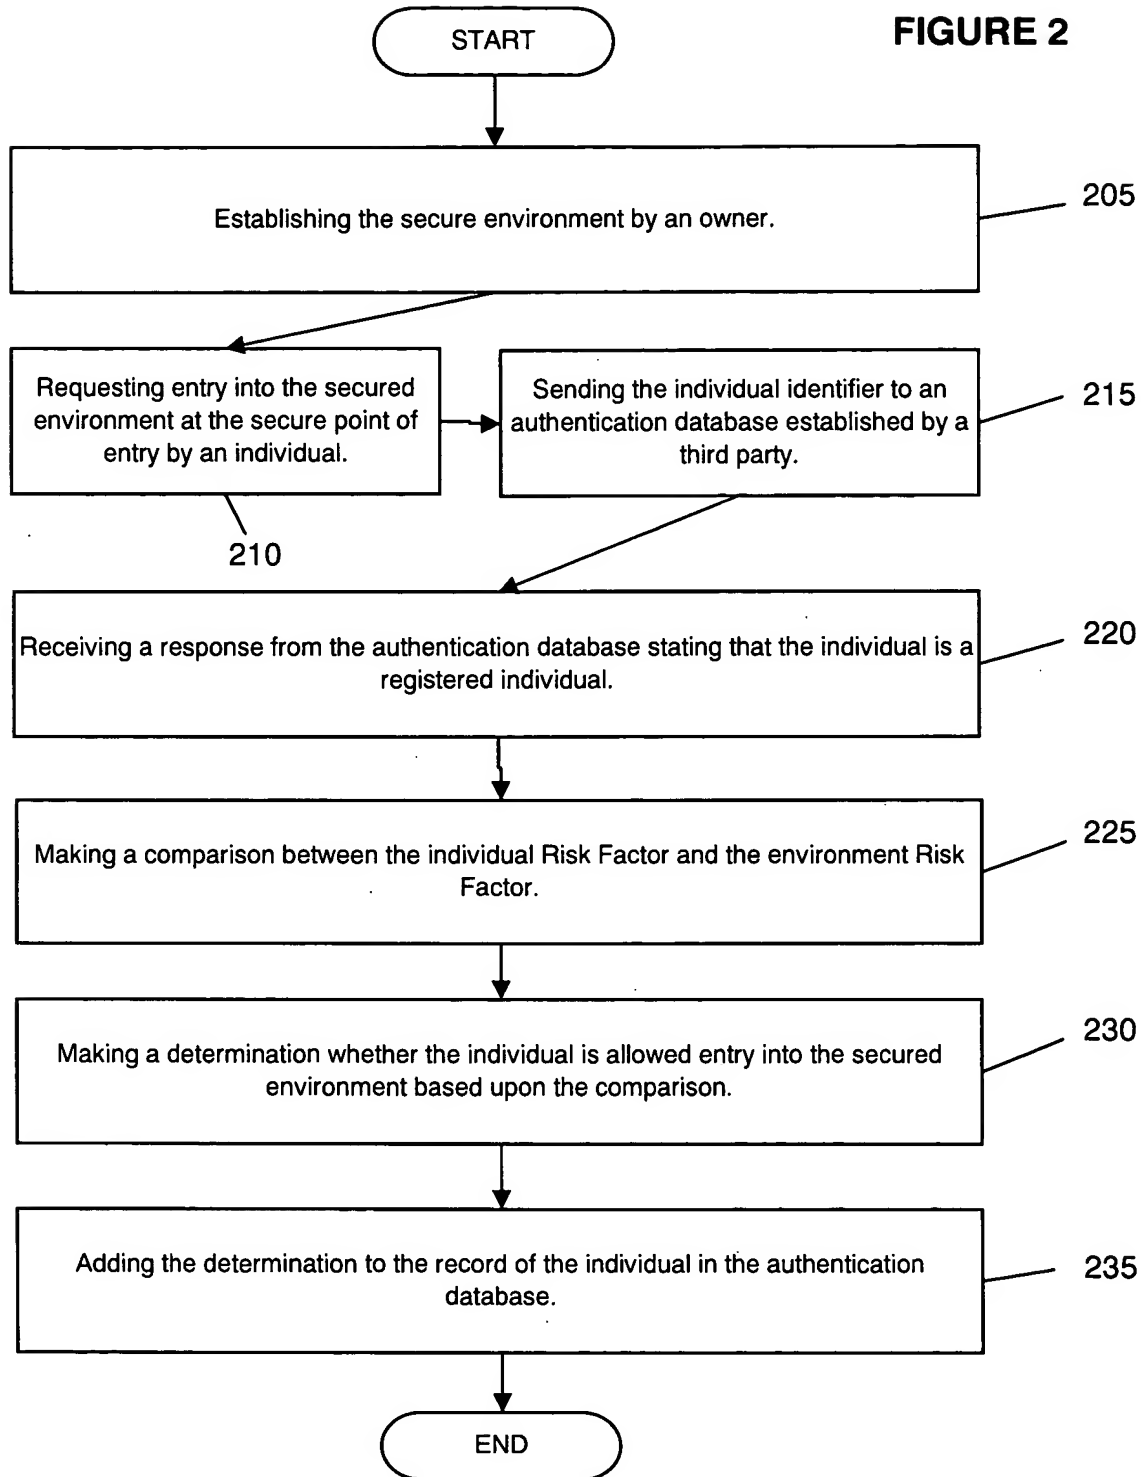 FIGURE 2
START
Establishing the secure environment by an owner.
205
Requesting entry into the secured
environment at the secure point of
entry by an individual.
210
Sending the individual identifier to an
authentication database established by a
third party.
215
Receiving a response from the authentication database stating that the individual is a
registered individual.
220
Making a comparison between the individual Risk Factor and the environment Risk
Factor.
225
Making a determination whether the individual is allowed entry into the secured
environment based upon the comparison.
230
Adding the determination to the record of the individual in the authentication
database.
235
END